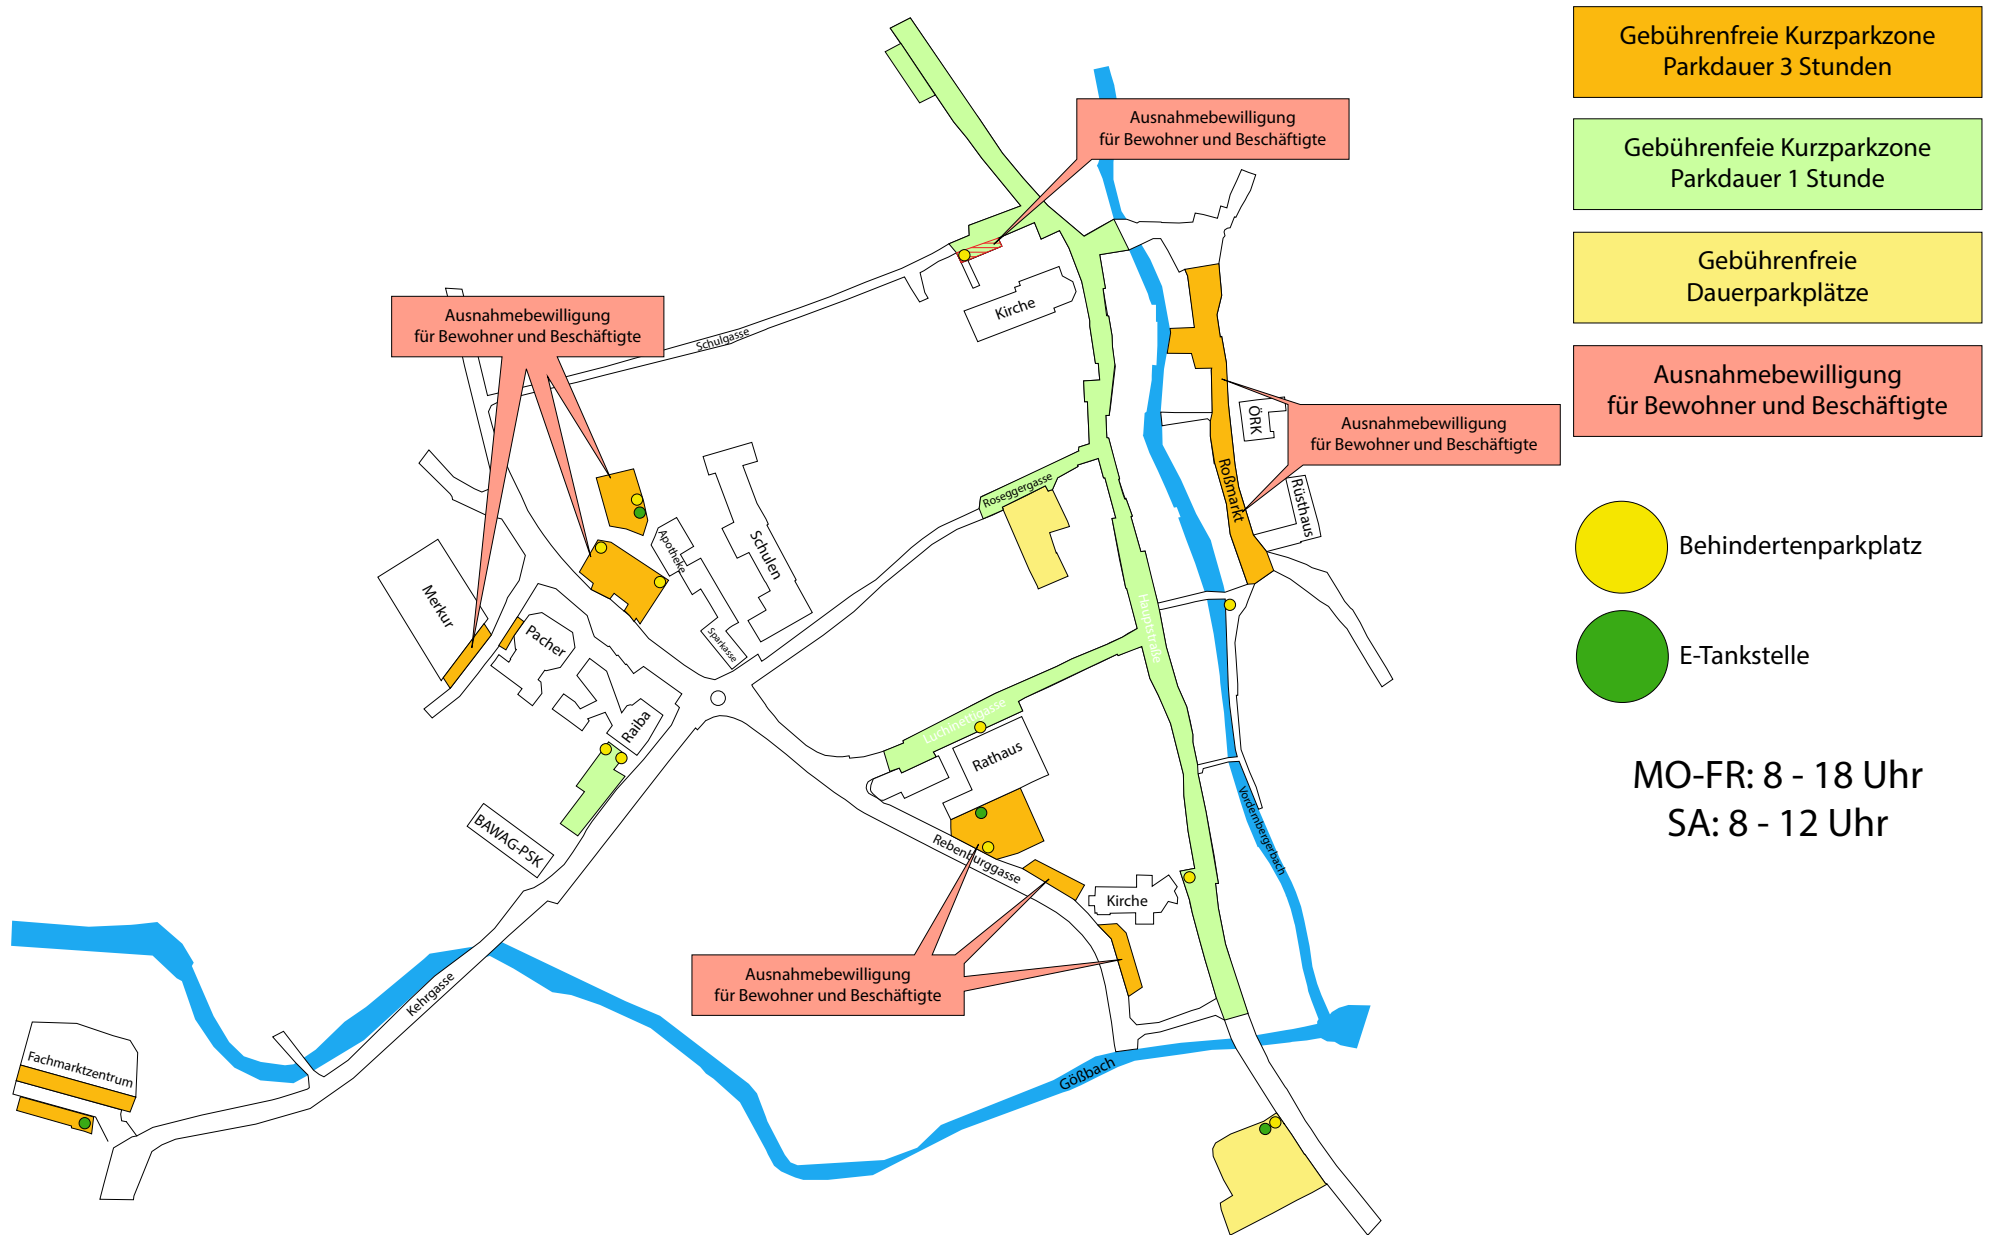 Gebührenfreie Kurzparkzone
Parkdauer 3 Stunden
Gebührenfeie Kurzparkzone
Parkdauer 1 Stunde
Gebührenfreie
Dauerparkplätze
Ausnahmebewilligung
für Bewohner und Beschäftigte
Behindertenparkplatz
E-Tankstelle
MO-FR: 8 - 18 Uhr
SA: 8 - 12 Uhr
Ausnahmebewilligung
für Bewohner und Beschäftigte
Kirche
Ausnahmebewilligung
für Bewohner und Beschäftigte
Schulgasse
ÖRK
Ausnahmebewilligung
für Bewohner und Beschäftigte
Roßmarkt
Rüsthaus
Roseggergasse
Apotheke
Schulen
Merkur
Pacher
Sparkasse
Hauptstraße
Raiba
Luchinettigasse
Rathaus
BAWAG-PSK
Vordernbergerbach
Rebenburggasse
Kirche
Ausnahmebewilligung
für Bewohner und Beschäftigte
Kehrgasse
Fachmarktzentrum
Gößbach